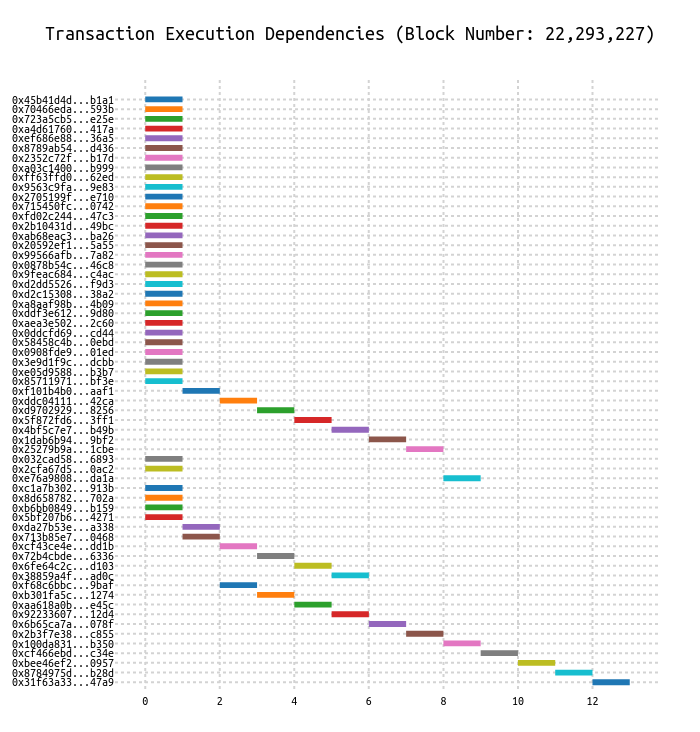 Transaction Execution Dependencies (Block Number: 22,293,227)
0x45b41d4d...b1a1
0x70466eda...593b
0x723a5cb5...e25e
0xa4d61760...417a
0xef686e88...36a5
0x8789ab54...d436
0x2352c72f...b17d
0xa03c1400...b999
0xff63ffd0...62ed
0x9563c9fa...9e83
0x2705199f...e710
0x715450fc...0742
0xfd02c244...47c3
0x2b10431d...49bc
0xab68eac3...ba26
0x20592ef1...5a55
0x99566afb...7a82
0x0878b54c...46c8
0x9feac684...c4ac
0xd2dd5526...f9d3
0xd2c15308...38a2
0xa8aaf98b...4b09
0xddf3e612...9d80
0xaea3e502...2c60
0x0ddcfd69...cd44
0x58458c4b...0ebd
0x0908fde9...01ed
0x3e9d1f9c...dcbb
0xe05d9588...b3b7
0x85711971...bf3e
0xf101b4b0...aaf1
0xddc04111...42ca
0xd9702929...8256
0x5f872fd6...3ff1
0x4bf5c7e7...b49b
0x1dab6b94...9bf2
0x25279b9a...1cbe
0x032cad58...6893
0x2cfa67d5...0ac2
0xe76a9808...da1a
0xc1a7b302...913b
0x8d658782...702a
0xb6bb0849...b159
0x5bf207b6...4271
0xda27b53e...a338
0x713b85e7...0468
0xcf43ce4e...dd1b
0x72b4cbde...6336
0x6fe64c2c...d103
0x38859a4f...ad0c
0xf68c6bbc...9baf
0xb301fa5c...1274
0xaa618a0b...e45c
0x92233607...12d4
0x6b65ca7a...078f
0x2b3f7e38...c855
0x100da831...b350
0xcf466ebd...c34e
0xbee46ef2...0957
0x8784975d...b28d
0x31f63a33...47a9
0 2 4 6 8 10 12